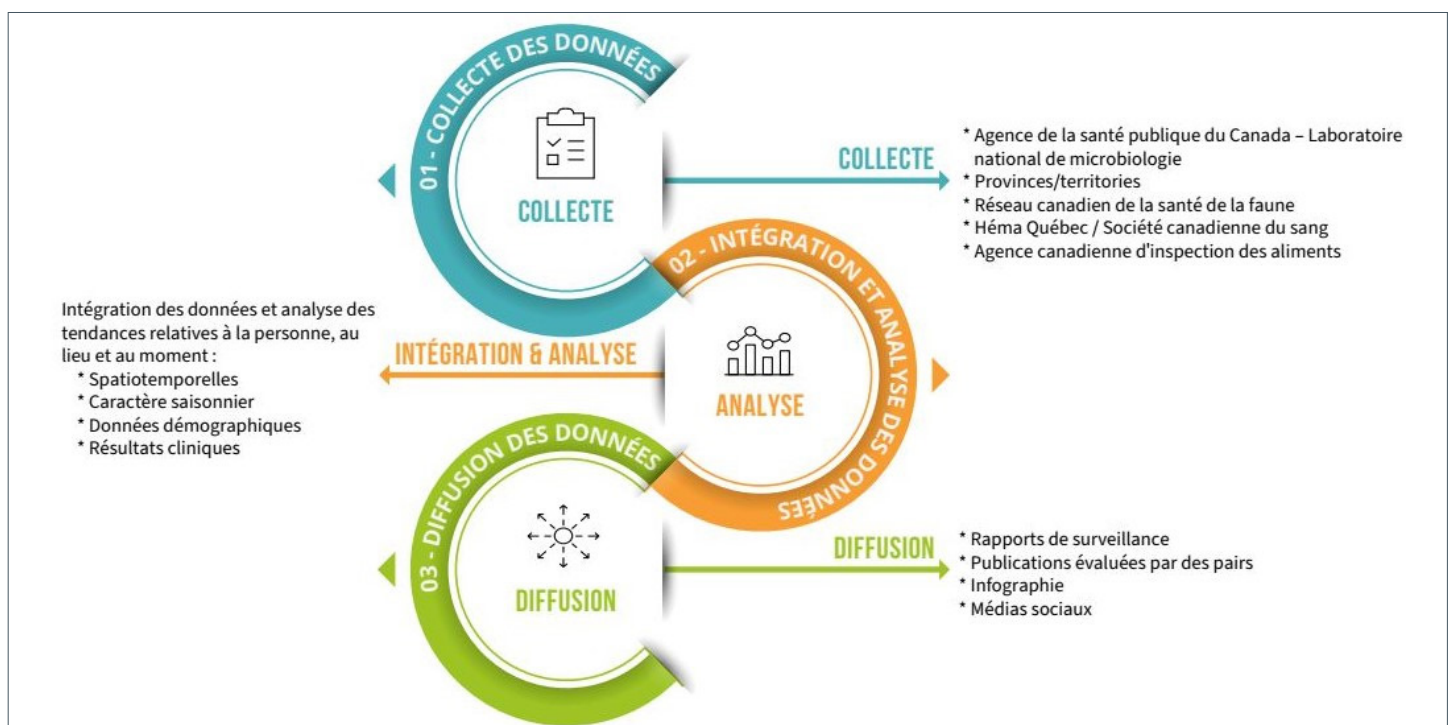 01 - COLLECTE DES DONNÉES
COLLECTE
COLLECTE
* Agence de la santé publique du Canada – Laboratoire
national de microbiologie
* Provinces/territories
* Réseau canadien de la santé de la faune
* Héma Québec / Société canadienne du sang
* Agence canadienne d'inspection des aliments
02 - INTÉGRATION ET ANALYSE DES DONNÉES
ANALYSE
INTÉGRATION & ANALYSE
Intégration des données et analyse des
tendances relatives à la personne, au
lieu et au moment :
* Spatiotemporelles
* Caractère saisonnier
* Données démographiques
* Résultats cliniques
03 - DIFFUSION DES DONNÉES
DIFFUSION
DIFFUSION
* Rapports de surveillance
* Publications évaluées par des pairs
* Infographie
* Médias sociaux